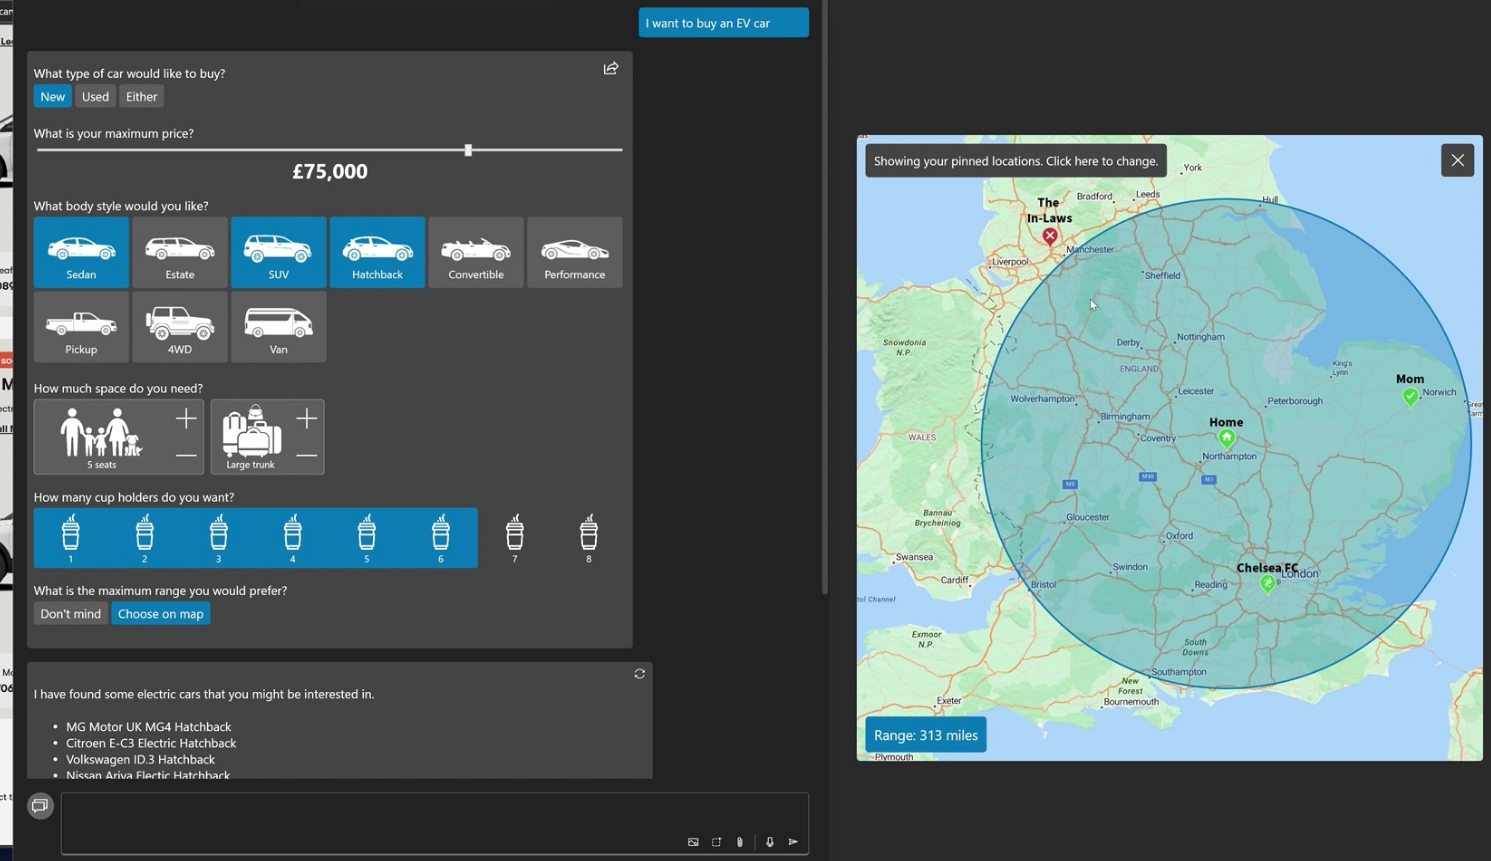 I want to buy an EV car
What type of car would like to buy?
New Used Either
What is your maximum price?
£75,000
What body style would you like?
Sedan Estate SUV Hatchback Convertible Performance
Pickup 4WD Van
How much space do you need?
5 seats Large trunk
How many cup holders do you want?
1 2 3 4 5 6 7 8
What is the maximum range you would prefer?
Don't mind Choose on map
I have found some electric cars that you might be interested in.
• MG Motor UK MG4 Hatchback
• Citroen E-C3 Electric Hatchback
• Volkswagen ID.3 Hatchback
• Nissan Ariva Electic Hatchback
Showing your pinned locations. Click here to change.
York
Bradford Leeds
Hull
The
In-Laws
Manchester
Liverpool
Sheffield
Snowdonia
N.P.
Derby Nottingham
ENGLAND
King's
Lynn
Mom
Norwich
Leicester
Wolverhampton
Peterborough
Birmingham
Home
WALES
Coventry
Northampton
M5 M40 M1
Bannau
Brycheiniog
Gloucester
Oxford
Swansea
Swindon
Chelsea FC
London
Cardiff
Bristol
Reading
Exmoor
N.P.
South
Downs
Southampton
New
Forest
Exeter
Bournemouth
Range: 313 miles
Plymouth